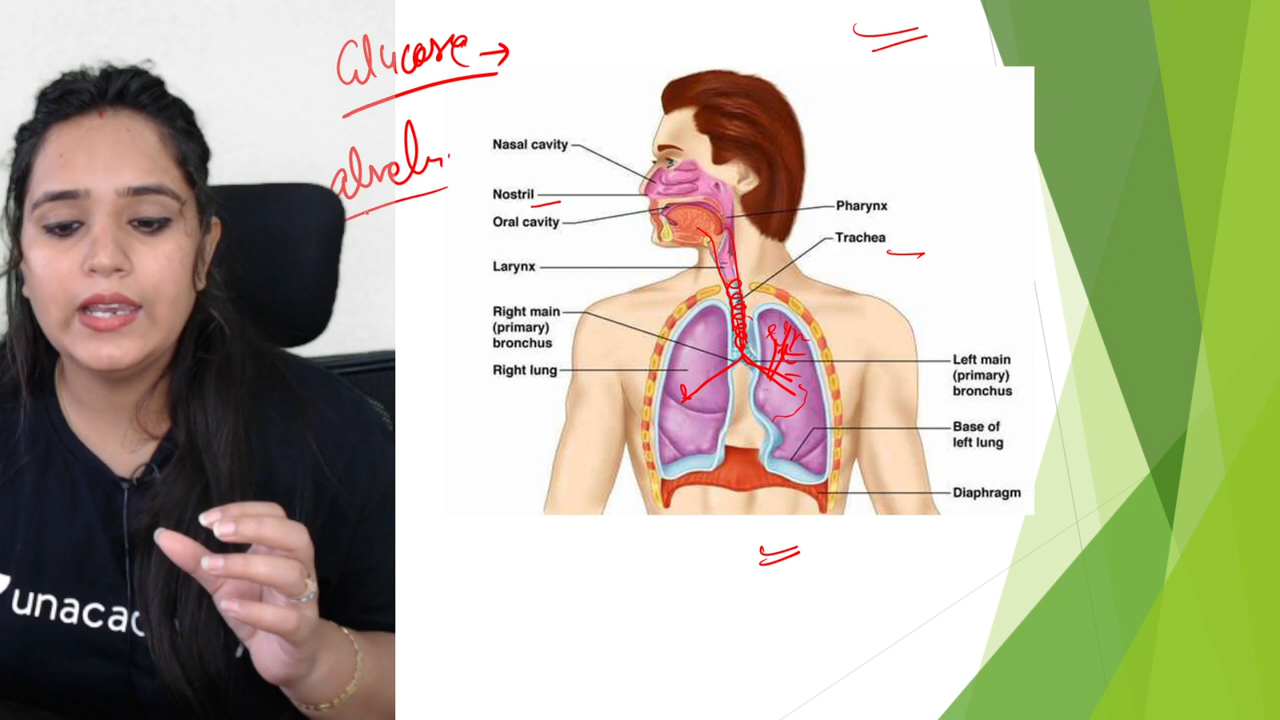 Glucose →
Nasal cavity
Nostril
Oral cavity
Larynx
Right main
(primary)
bronchus
Right lung
Pharynx
Trachea
Left main
(primary)
bronchus
Base of
left lung
Diaphragm
unacad